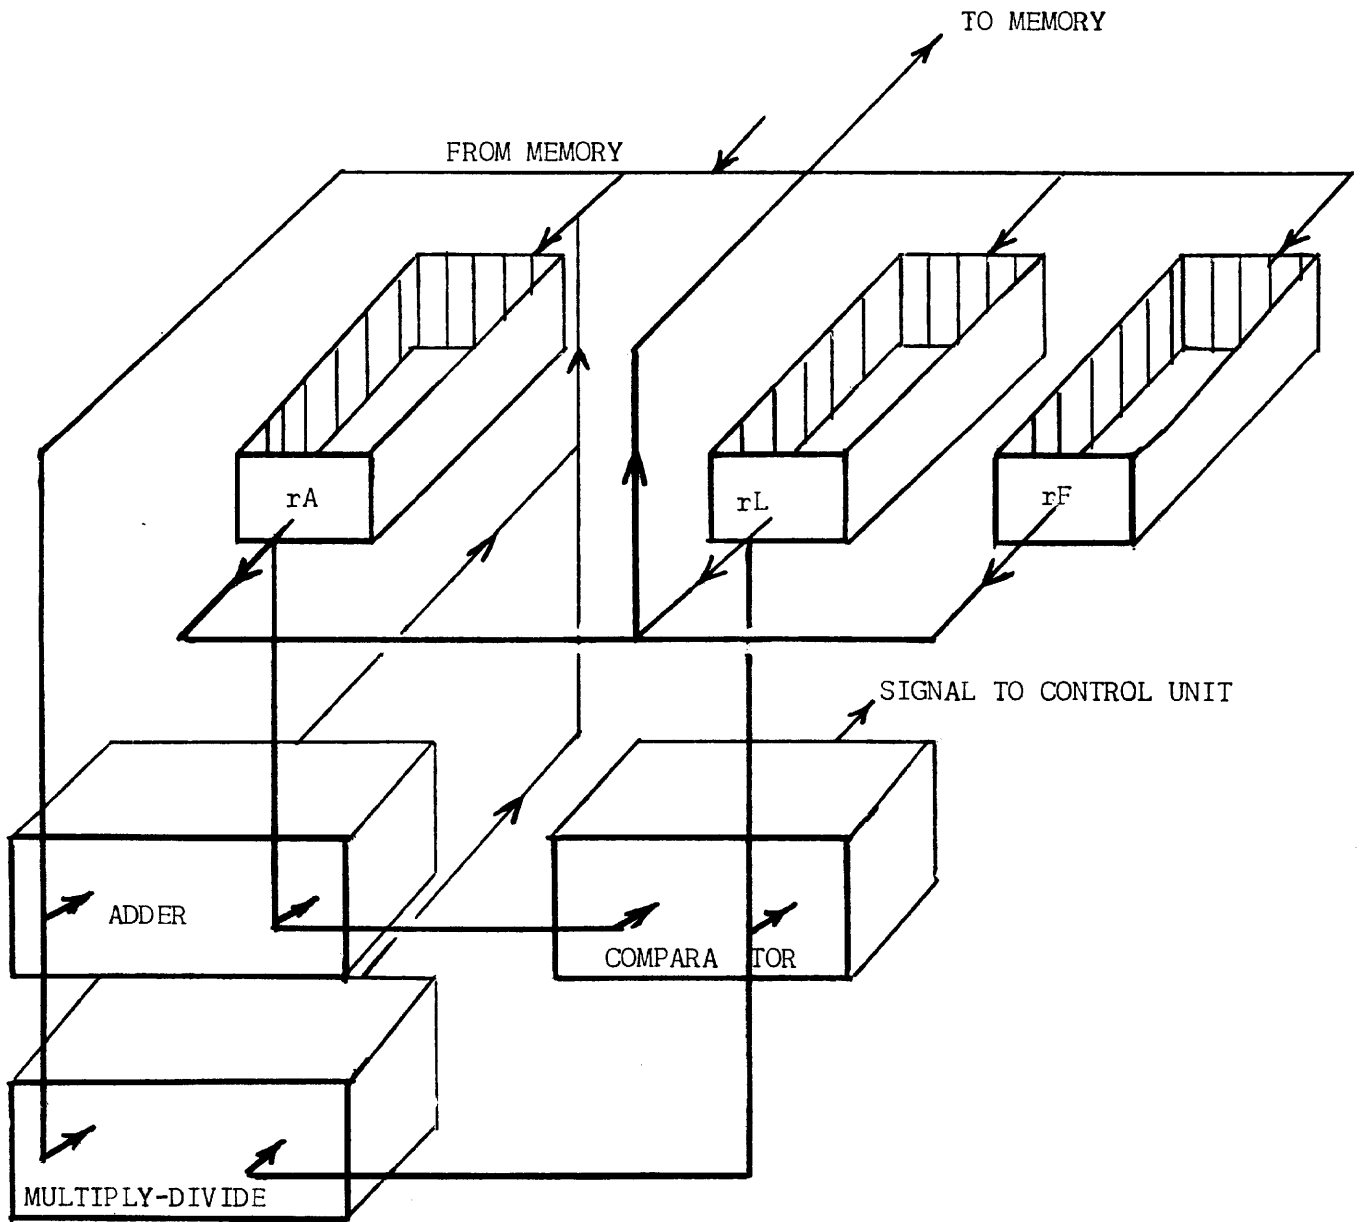 TO MEMORY
FROM MEMORY
rA
rL
rF
SIGNAL TO CONTROL UNIT
ADDER
COMPARA TOR
MULTIPLY-DIVIDE